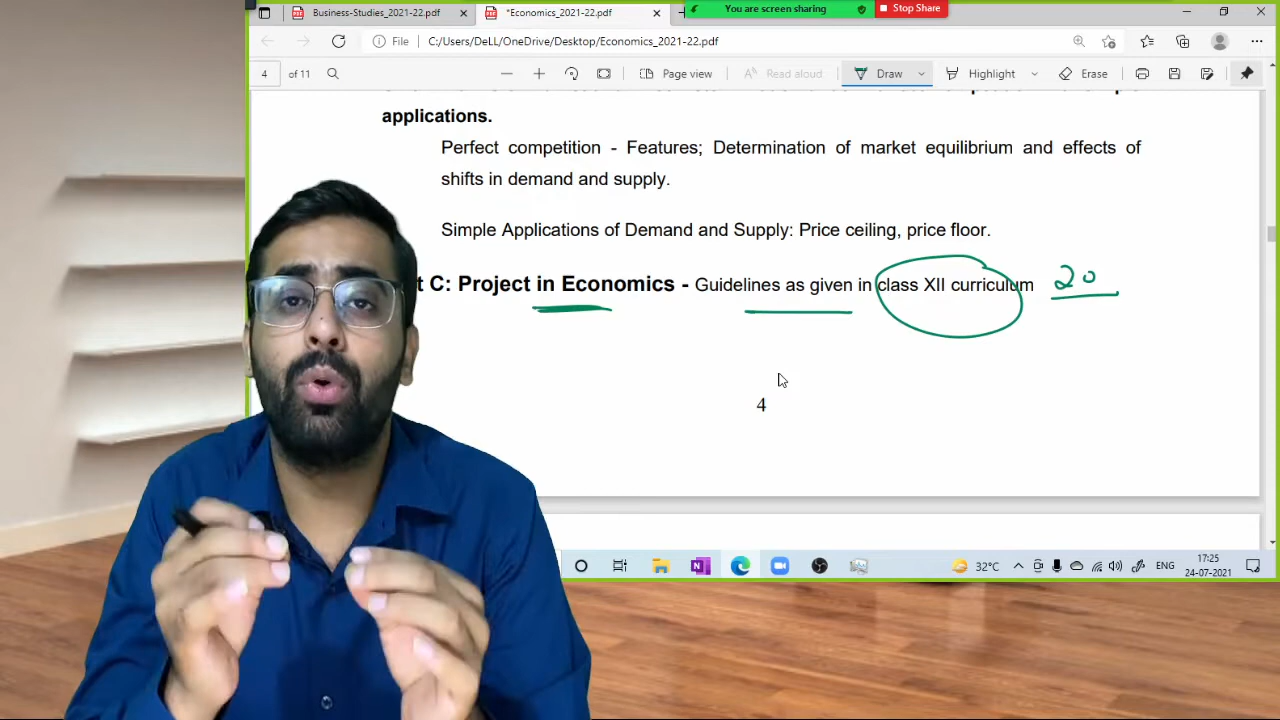 Business-Studies_2021-22.pdf
*Economics_2021-22.pdf
You are screen sharing
Stop Share
File
C:/Users/DeLL/OneDrive/Desktop/Economics_2021-22.pdf
4 of 11
Page view
Read aloud
Draw
Highlight
Erase
applications.
Perfect competition - Features; Determination of market equilibrium and effects of
shifts in demand and supply.
Simple Applications of Demand and Supply: Price ceiling, price floor.
t C: Project in Economics - Guidelines as given in class XII curriculum 20
4
32°C
ENG
17:25
24-07-2021